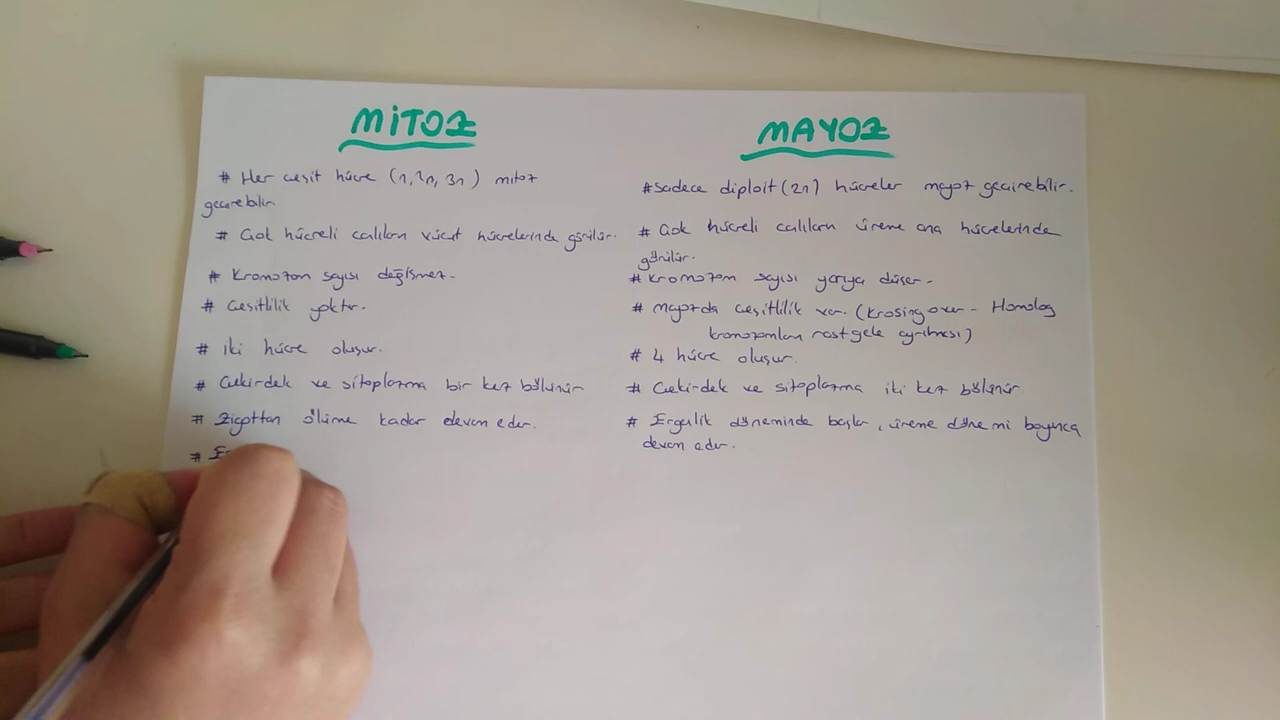 MİTOZ
# Her çeşit hücre (n, 2n, 3n) mitoz
geçirebilir.
# Çok hücreli canlıların vücut hücrelerinde görülür.
# Kromozom sayısı değişmez.
# Çeşitlilik yoktur.
# İki hücre oluşur.
# Çekirdek ve sitoplazma bir kez bölünür
# Zigottan ölüme kadar devam eder.
#
MAYOZ
# Sadece diploit (2n) hücreler mayoz geçirebilir.
# Çok hücreli canlıların üreme ana hücrelerinde
görülür.
# Kromozom sayısı yarıya düşer.
# Mayozda çeşitlilik var. (Krosing over - Homolog
kromozomların rastgele ayrılması)
# 4 hücre oluşur.
# Çekirdek ve sitoplazma iki kez bölünür
# Ergenlik döneminde başlar, üreme dönemi boyunca
devam eder.